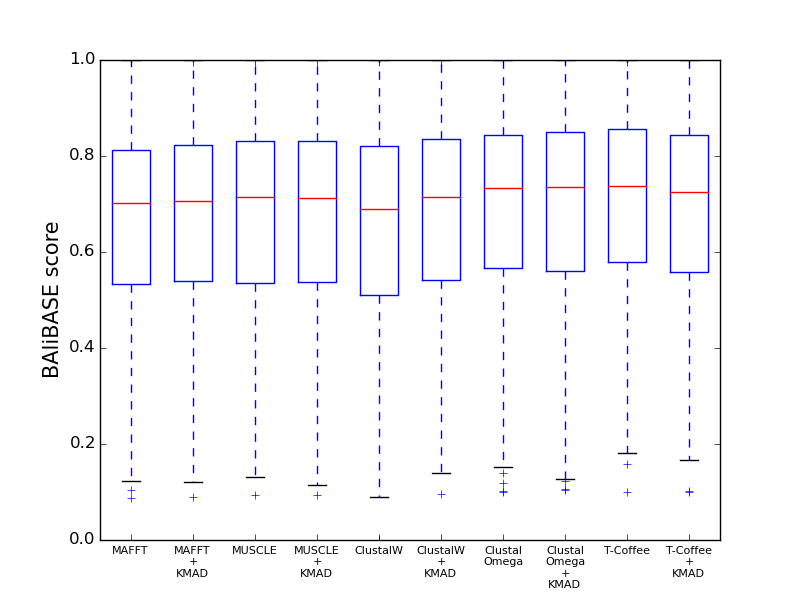 1.0
0.8
0.6
0.4
0.2
0.0
BAliBASE score
MAFFT
MAFFT
+
KMAD
MUSCLE
MUSCLE
+
KMAD
ClustalW
ClustalW
+
KMAD
Clustal
Omega
Clustal
Omega
+
KMAD
T-Coffee
T-Coffee
+
KMAD